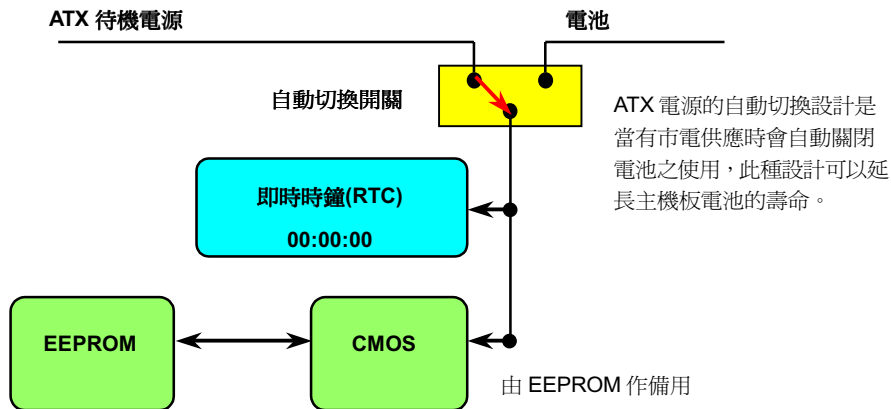 ATX 待機電源
電池
自動切換開關
ATX 電源的自動切換設計是
當有市電供應時會自動關閉
電池之使用，此種設計可以延
長主機板電池的壽命。
即時時鐘(RTC)
00:00:00
EEPROM
CMOS
由 EEPROM 作備用